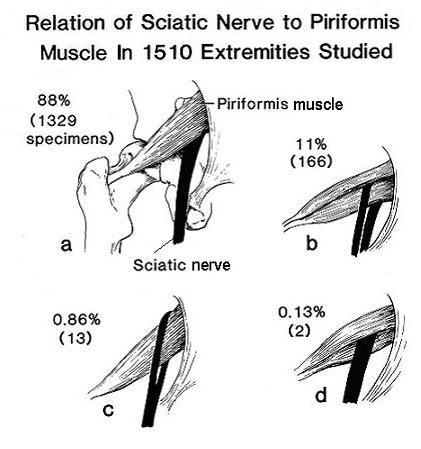 Relation of Sciatic Nerve to Piriformis
Muscle In 1510 Extremities Studied
88%
(1329
specimens)
Piriformis muscle
a
Sciatic nerve
11%
(166)
b
0.86%
(13)
c
0.13%
(2)
d